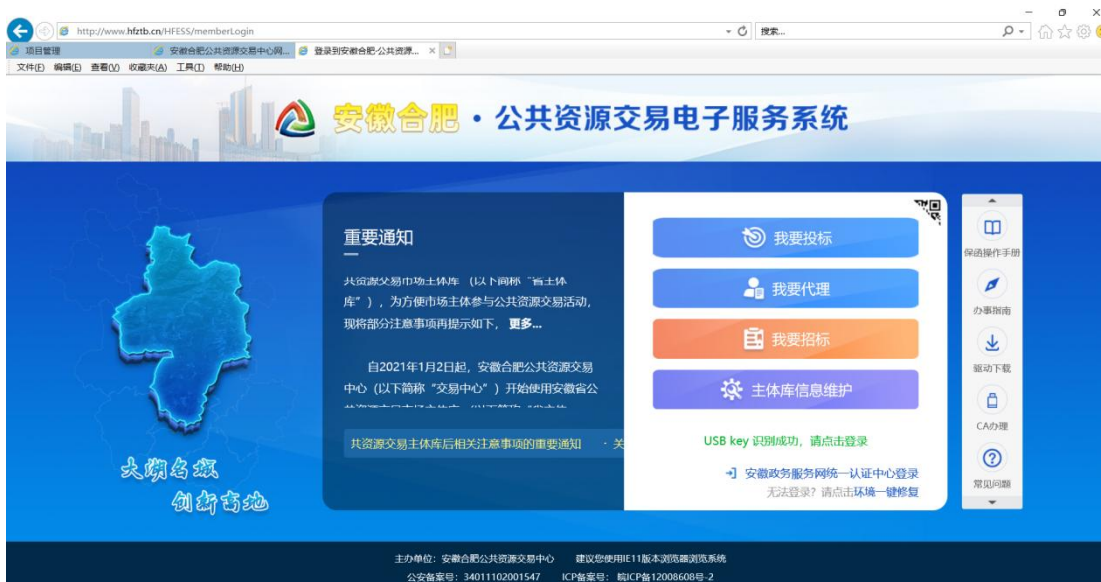 http://www.hfztb.cn/HFESS/memberLogin
搜索...
项目管理
安徽合肥公共资源交易中心网...
登录到安徽合肥·公共资源...
文件(F) 编辑(E) 查看(V) 收藏夹(A) 工具(T) 帮助(H)
安徽合肥·公共资源交易电子服务系统
重要通知
共资源交易市场主体库（以下简称“省主体
库”），为方便市场主体参与公共资源交易活动，
现将部分注意事项再提示如下，更多...
自2021年1月2日起，安徽合肥公共资源交易
中心（以下简称“交易中心”）开始使用安徽省公
共资源交易主体库后相关注意事项的重要通知 · 关
我要投标
我要代理
我要招标
主体库信息维护
USB key 识别成功，请点击登录
安徽政务服务网统一认证中心登录
无法登录？请点击环境一键修复
保函操作手册
办事指南
驱动下载
CA办理
常见问题
大湖名城
创新高地
主办单位：安徽合肥公共资源交易中心 建议您使用IE11版本浏览器浏览系统
公安备案号：34011102001547 ICP备案号：皖ICP备12008608号-2